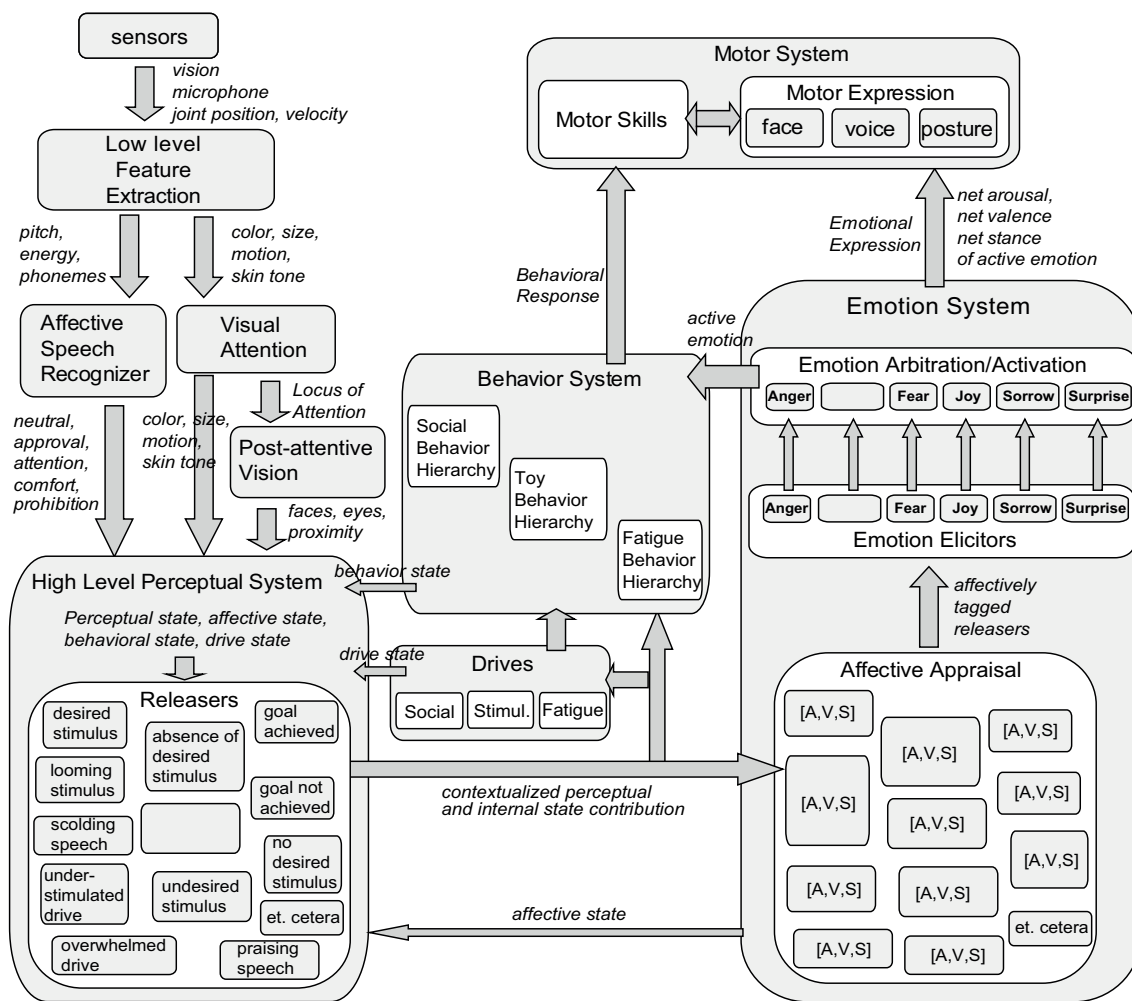 sensors
vision
microphone
joint position, velocity
Low level
Feature
Extraction
pitch,
energy,
phonemes
color, size,
motion,
skin tone
Affective
Speech
Recognizer
Visual
Attention
Locus of
Attention
neutral,
approval,
attention,
comfort,
prohibition
color, size,
motion,
skin tone
Post-attentive
Vision
faces, eyes,
proximity
High Level Perceptual System
Perceptual state, affective state,
behavioral state, drive state
Releasers
desired
stimulus
absence of
desired
stimulus
goal
achieved
looming
stimulus
goal not
achieved
scolding
speech
no
desired
stimulus
under-
stimulated
drive
undesired
stimulus
et. cetera
overwhelmed
drive
praising
speech
Motor System
Motor Skills
Motor Expression
face
voice
posture
Behavioral
Response
Emotional
Expression
net arousal,
net valence
net stance
of active emotion
active
emotion
Behavior System
Social
Behavior
Hierarchy
Toy
Behavior
Hierarchy
Fatigue
Behavior
Hierarchy
behavior state
drive state
Drives
Social
Stimul.
Fatigue
contextualized perceptual
and internal state contribution
affective state
Emotion System
Emotion Arbitration/Activation
Anger
Fear
Joy
Sorrow
Surprise
Anger
Fear
Joy
Sorrow
Surprise
Emotion Elicitors
affectively
tagged
releasers
Affective Appraisal
[A,V,S]
[A,V,S]
[A,V,S]
[A,V,S]
[A,V,S]
[A,V,S]
[A,V,S]
[A,V,S]
[A,V,S]
et. cetera
[A,V,S]
[A,V,S]